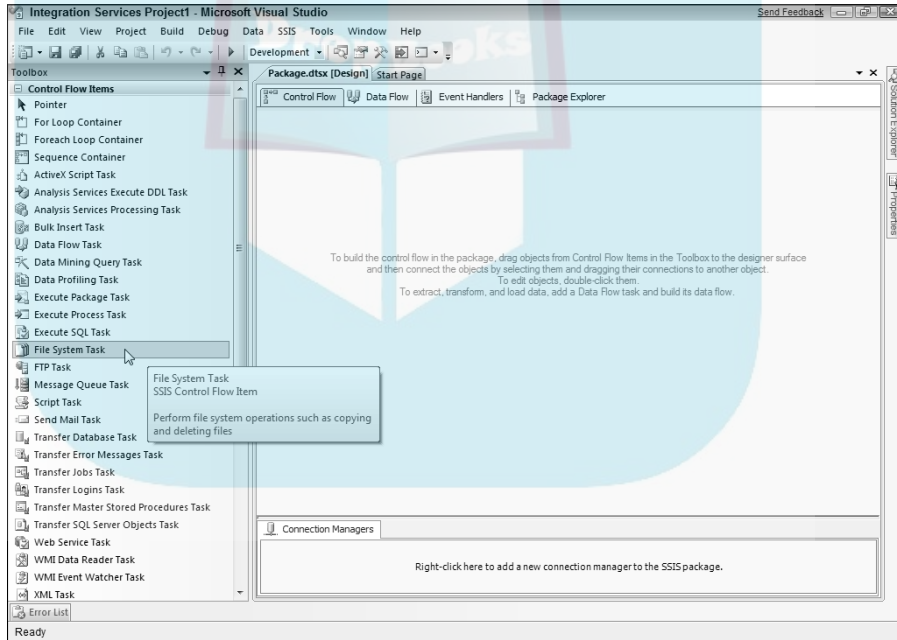 Integration Services Project1 - Microsoft Visual Studio
Send Feedback
File Edit View Project Build Debug Data SSIS Tools Window Help
Development
Toolbox
Package.dtsx [Design] Start Page
Control Flow Items
Control Flow Data Flow Event Handlers Package Explorer
Pointer
For Loop Container
Foreach Loop Container
Sequence Container
ActiveX Script Task
Analysis Services Execute DDL Task
Analysis Services Processing Task
Bulk Insert Task
Data Flow Task
Data Mining Query Task
Data Profiling Task
Execute Package Task
Execute Process Task
Execute SQL Task
File System Task
FTP Task
Message Queue Task
Script Task
Send Mail Task
Transfer Database Task
Transfer Error Messages Task
Transfer Jobs Task
Transfer Logins Task
Transfer Master Stored Procedures Task
Transfer SQL Server Objects Task
Web Service Task
WMI Data Reader Task
WMI Event Watcher Task
XML Task
File System Task
SSIS Control Flow Item
Perform file system operations such as copying
and deleting files
To build the control flow in the package, drag objects from Control Flow Items in the Toolbox to the designer surface
and then connect the objects by selecting them and dragging their connections to another object.
To edit objects, double-click them.
To extract, transform, and load data, add a Data Flow task and build its data flow.
Connection Managers
Right-click here to add a new connection manager to the SSIS package.
Solution Explorer
Properties
Error List
Ready